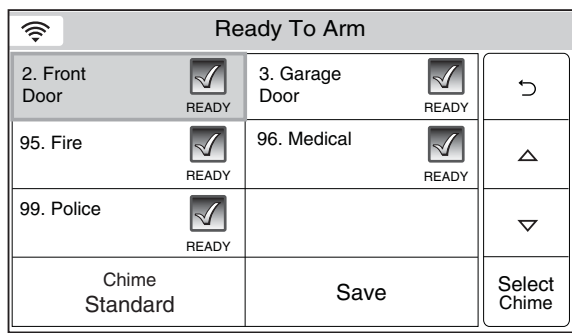 Ready To Arm
2. Front
Door
READY
3. Garage
Door
READY
95. Fire
READY
96. Medical
READY
99. Police
READY
Chime
Standard
Save
Select
Chime